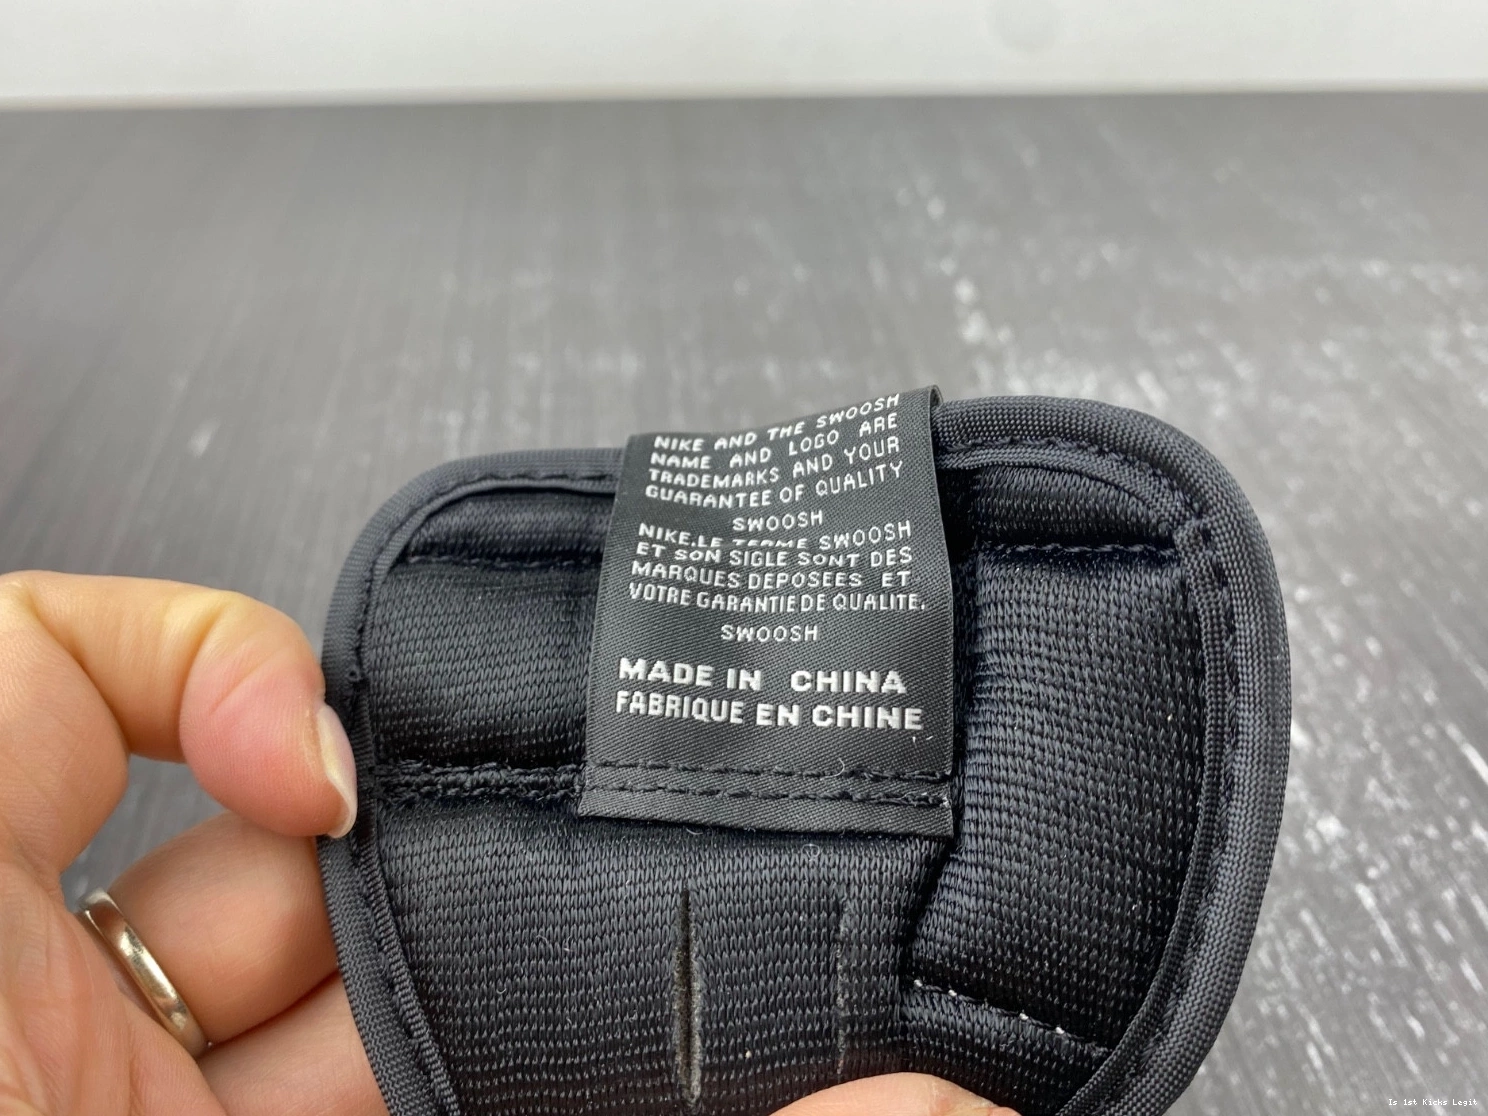 NIKE AND THE SWOOSH
NAME AND LOGO ARE
TRADEMARKS AND YOUR
GUARANTEE OF QUALITY
SWOOSH
NIKE.LE TERME SWOOSH
ET SON SIGLE SONT DES
MARQUES DEPOSEES ET
VOTRE GARANTIE DE QUALITE.
SWOOSH
MADE IN CHINA
FABRIQUE EN CHINE
Is 1st Kicks Legit